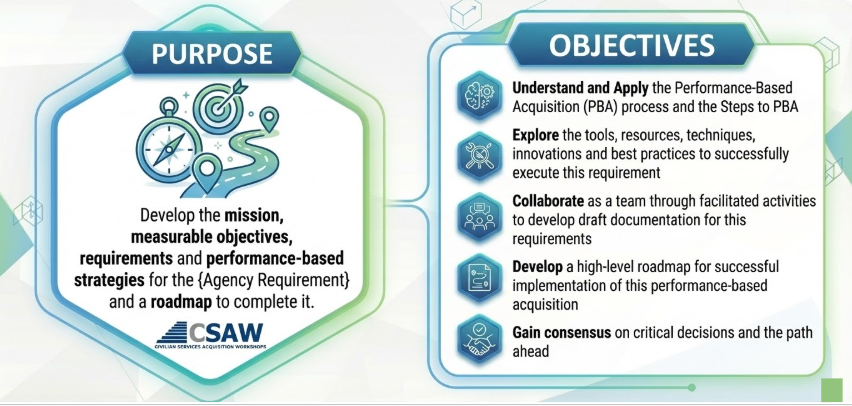 PURPOSE
Develop the mission,
measurable objectives,
requirements and performance-based
strategies for the {Agency Requirement}
and a roadmap to complete it.
CSAW
CIVILIAN SERVICES ACQUISITION WORKSHOPS
OBJECTIVES
Understand and Apply the Performance-Based
Acquisition (PBA) process and the Steps to PBA
Explore the tools, resources, techniques,
innovations and best practices to successfully
execute this requirement
Collaborate as a team through facilitated activities
to develop draft documentation for this
requirements
Develop a high-level roadmap for successful
implementation of this performance-based
acquisition
Gain consensus on critical decisions and the path
ahead